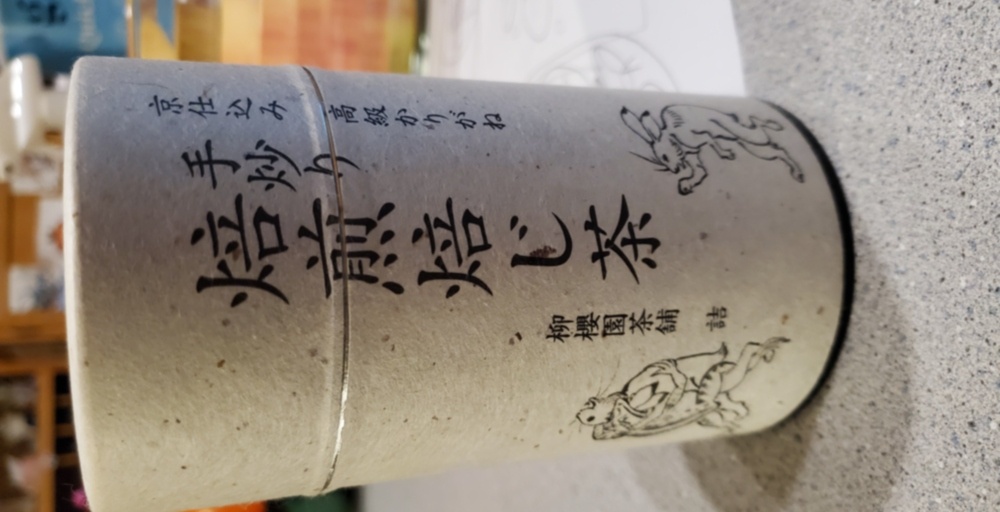 京仕込み 高級かりがね
手炒り
焙煎焙じ茶
柳櫻園茶舗 詰